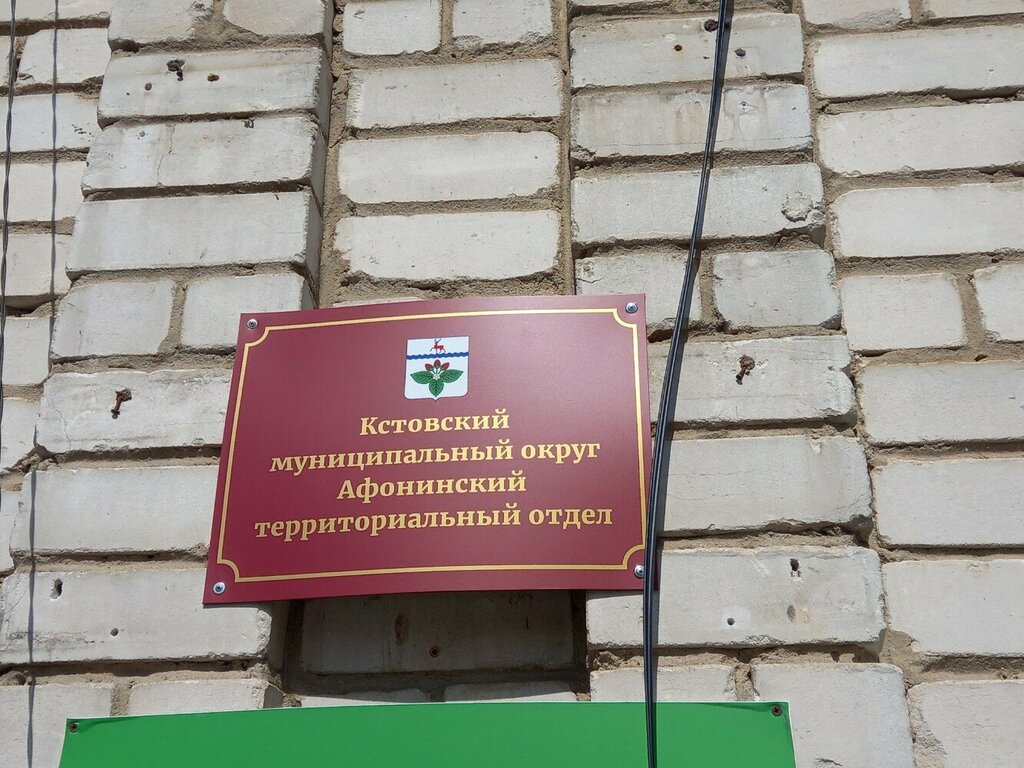 Кстовский
муниципальный округ
Афонинский
территориальный отдел